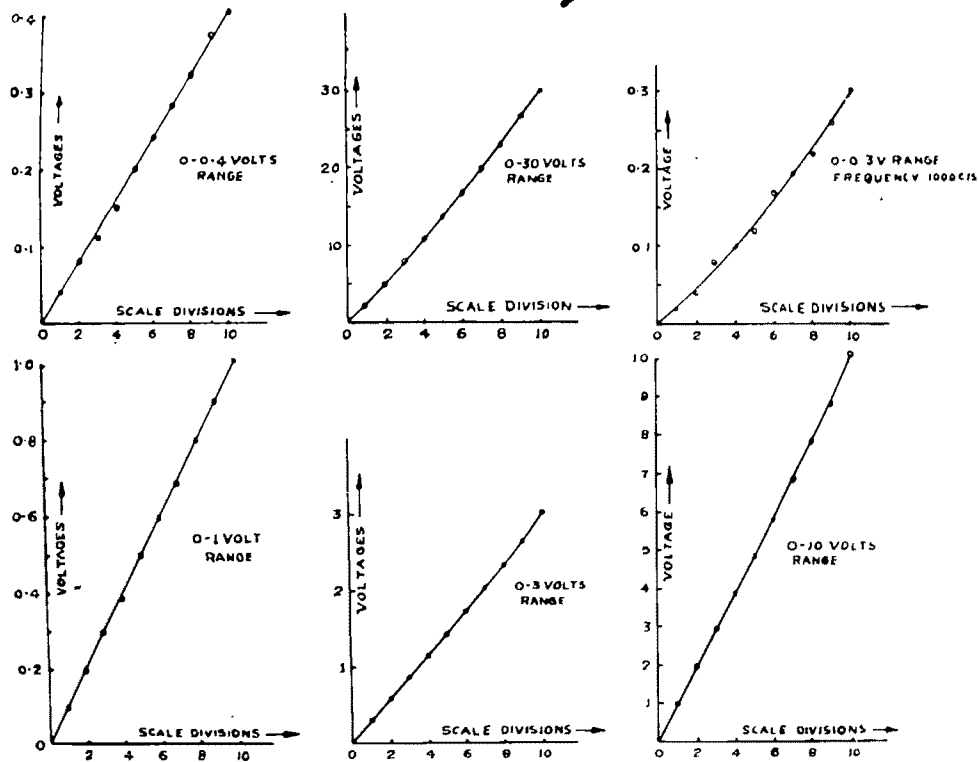 0.4
0.3
0.2
0.1
0
VOLTAGES
0-0.4 VOLTS
RANGE
SCALE DIVISIONS
2 4 6 8 10
30
20
10
0
VOLTAGES
0-30 VOLTS
RANGE
SCALE DIVISION
2 4 6 8 10
0.3
0.2
0.1
0
VOLTAGE
0-0.3V RANGE
FREQUENCY 1000C/S
SCALE DIVISIONS
2 4 6 8 10
1.0
0.8
0.6
0.4
0.2
0
VOLTAGES
0-1 VOLT
RANGE
SCALE DIVISIONS
2 4 6 8 10
3
2
1
0
VOLTAGES
0-3 VOLTS
RANGE
SCALE DIVISIONS
2 4 6 8 10
10
9
8
7
6
5
4
3
2
1
0
VOLTAGE
0-10 VOLTS
RANGE
SCALE DIVISIONS
2 4 6 8 10